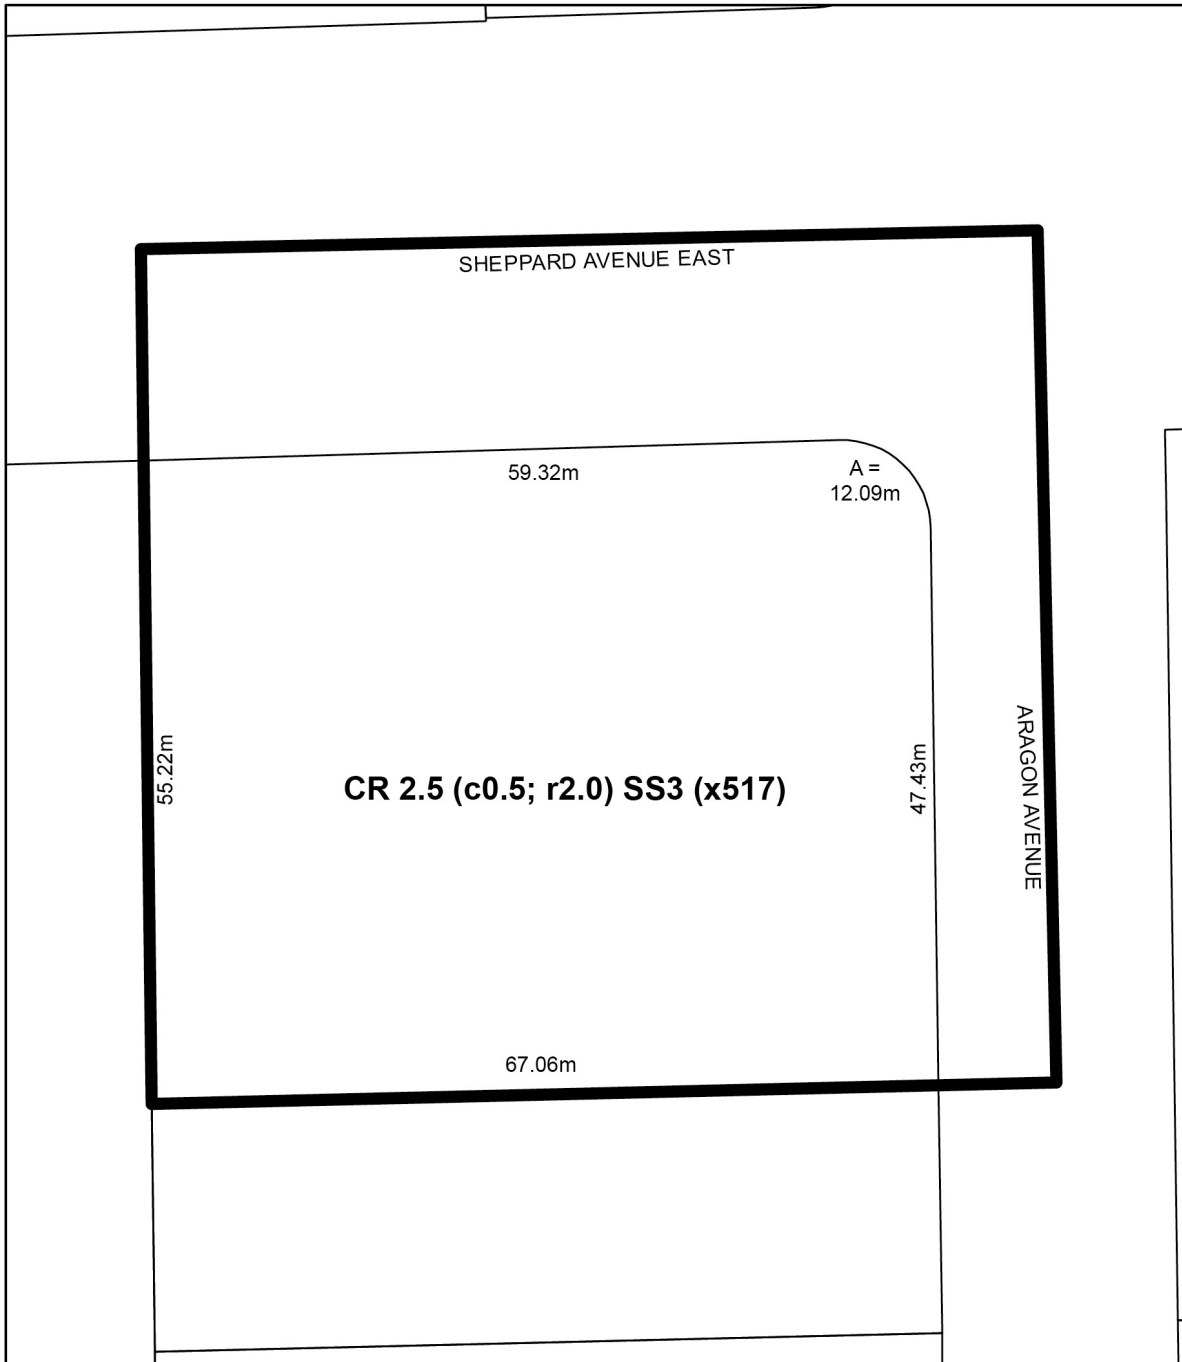 SHEPPARD AVENUE EAST
59.32m
A =
12.09m
ARAGON AVENUE
55.22m
47.43m
CR 2.5 (c0.5; r2.0) SS3 (x517)
67.06m